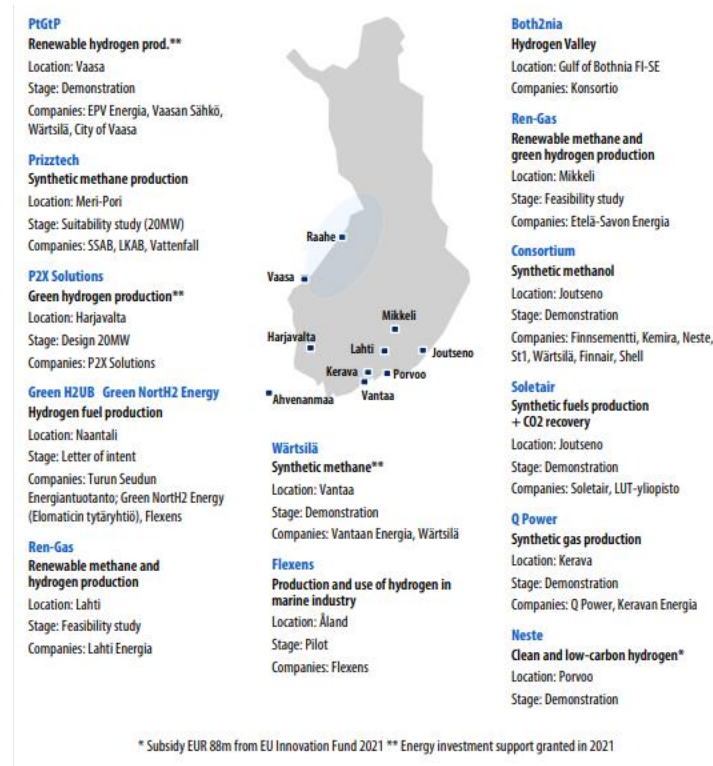 PtGtP
Renewable hydrogen prod.**
Location: Vaasa
Stage: Demonstration
Companies: EPV Energia, Vaasan Sähkö,
Wärtsilä, City of Vaasa
Prizztech
Synthetic methane production
Location: Meri-Pori
Stage: Suitability study (20MW)
Companies: SSAB, LKAB, Vattenfall
P2X Solutions
Green hydrogen production**
Location: Harjavalta
Stage: Design 20MW
Companies: P2X Solutions
Green H2UB Green NortH2 Energy
Hydrogen fuel production
Location: Naantali
Stage: Letter of intent
Companies: Turun Seudun
Energiantuotanto; Green NortH2 Energy
(Elomaticin tytäryhtiö), Flexens
Ren-Gas
Renewable methane and
hydrogen production
Location: Lahti
Stage: Feasibility study
Companies: Lahti Energia
Raahe
Vaasa
Mikkeli
Harjavalta
Lahti
Joutseno
Kerava
Porvoo
Vantaa
Ahvenanmaa
Wärtsilä
Synthetic methane**
Location: Vantaa
Stage: Demonstration
Companies: Vantaan Energia, Wärtsilä
Flexens
Production and use of hydrogen in
marine industry
Location: Åland
Stage: Pilot
Companies: Flexens
Both2nia
Hydrogen Valley
Location: Gulf of Bothnia FI-SE
Companies: Konsortio
Ren-Gas
Renewable methane and
green hydrogen production
Location: Mikkeli
Stage: Feasibility study
Companies: Etelä-Savon Energia
Consortium
Synthetic methanol
Location: Joutseno
Stage: Demonstration
Companies: Finnsementti, Kemira, Neste,
St1, Wärtsilä, Finnair, Shell
Soletair
Synthetic fuels production
+ CO2 recovery
Location: Joutseno
Stage: Demonstration
Companies: Soletair, LUT-yliopisto
Q Power
Synthetic gas production
Location: Kerava
Stage: Demonstration
Companies: Q Power, Keravan Energia
Neste
Clean and low-carbon hydrogen*
Location: Porvoo
Stage: Demonstration
* Subsidy EUR 88m from EU Innovation Fund 2021 ** Energy investment support granted in 2021